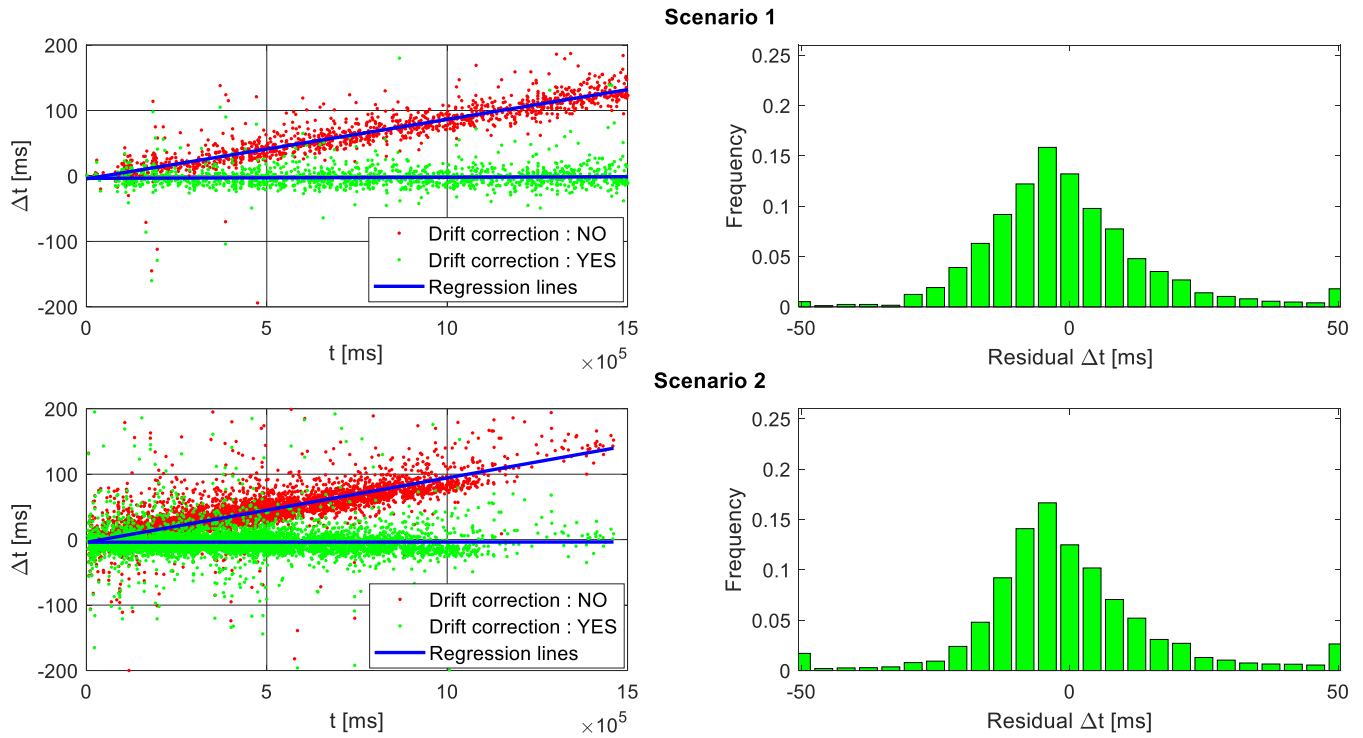 Scenario 1
200
100
0
-100
-200
Δt [ms]
Drift correction : NO
Drift correction : YES
Regression lines
0 5 10 15
t [ms]
×10^5
0.25
0.2
0.15
0.1
0.05
0
Frequency
-50 0 50
Residual Δt [ms]
Scenario 2
200
100
0
-100
-200
Δt [ms]
Drift correction : NO
Drift correction : YES
Regression lines
0 5 10 15
t [ms]
×10^5
0.25
0.2
0.15
0.1
0.05
0
Frequency
-50 0 50
Residual Δt [ms]